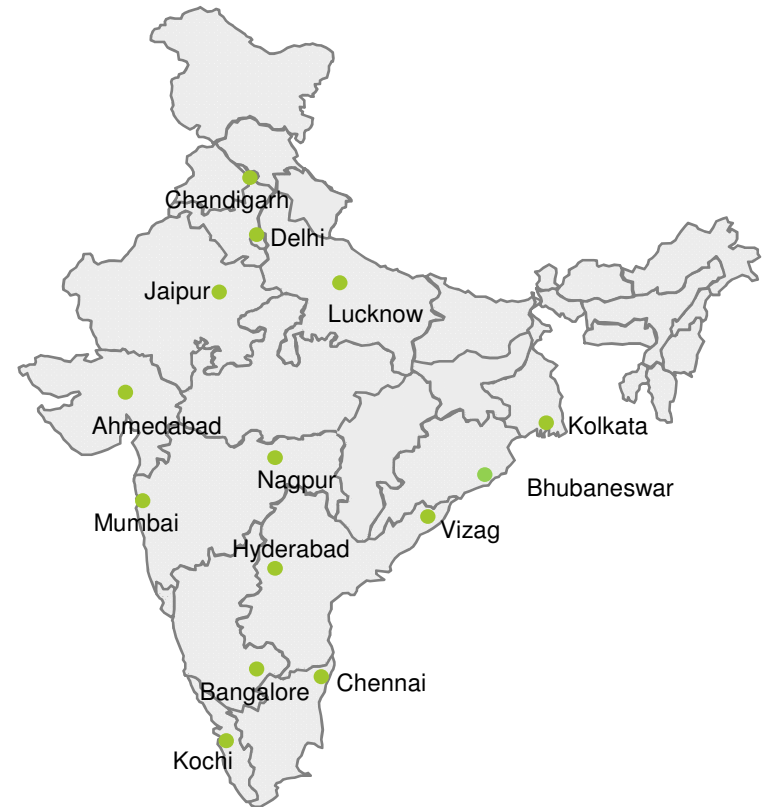 Chandigarh
Delhi
Jaipur
Lucknow
Ahmedabad
Kolkata
Nagpur
Bhubaneswar
Mumbai
Vizag
Hyderabad
Chennai
Bangalore
Kochi